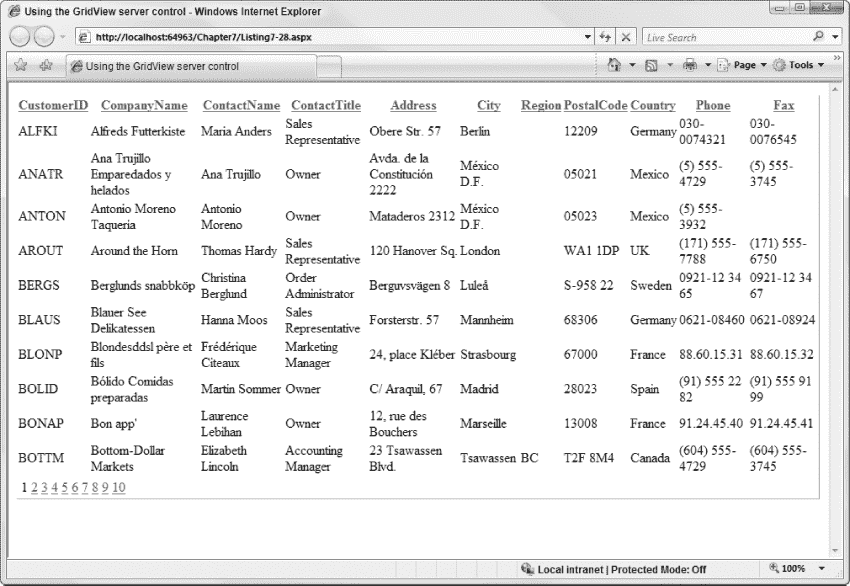 Using the GridView server control - Windows Internet Explorer
http://localhost:64963/Chapter7/Listing7-28.aspx
Live Search
Using the GridView server control
Page
Tools
CustomerID CompanyName ContactName ContactTitle Address City Region PostalCode Country Phone Fax
ALFKI Alfreds Futterkiste Maria Anders Sales Representative Obere Str. 57 Berlin 12209 Germany 030-0074321 030-0076545
ANATR Ana Trujillo Emparedados y helados Ana Trujillo Owner Avda. de la Constitución 2222 México D.F. 05021 Mexico (5) 555-4729 (5) 555-3745
ANTON Antonio Moreno Taqueria Antonio Moreno Owner Mataderos 2312 México D.F. 05023 Mexico (5) 555-3932
AROUT Around the Horn Thomas Hardy Sales Representative 120 Hanover Sq. London WA1 1DP UK (171) 555-7788 (171) 555-6750
BERGS Berglunds snabbköp Christina Berglund Order Administrator Berguvsvägen 8 Luleå S-958 22 Sweden 0921-12 34 65 0921-12 34 67
BLAUS Blauer See Delikatessen Hanna Moos Sales Representative Forsterstr. 57 Mannheim 68306 Germany 0621-08460 0621-08924
BLONP Blondesddsl père et fils Frédérique Citeaux Marketing Manager 24, place Kléber Strasbourg 67000 France 88.60.15.31 88.60.15.32
BOLID Bólido Comidas preparadas Martin Sommer Owner C/ Araquil, 67 Madrid 28023 Spain (91) 555 22 82 (91) 555 91 99
BONAP Bon app' Laurence Lebihan Owner 12, rue des Bouchers Marseille 13008 France 91.24.45.40 91.24.45.41
BOTTM Bottom-Dollar Markets Elizabeth Lincoln Accounting Manager 23 Tsawassen Blvd. Tsawassen BC T2F 8M4 Canada (604) 555-4729 (604) 555-3745
1 2 3 4 5 6 7 8 9 10
Local intranet | Protected Mode: Off
100%